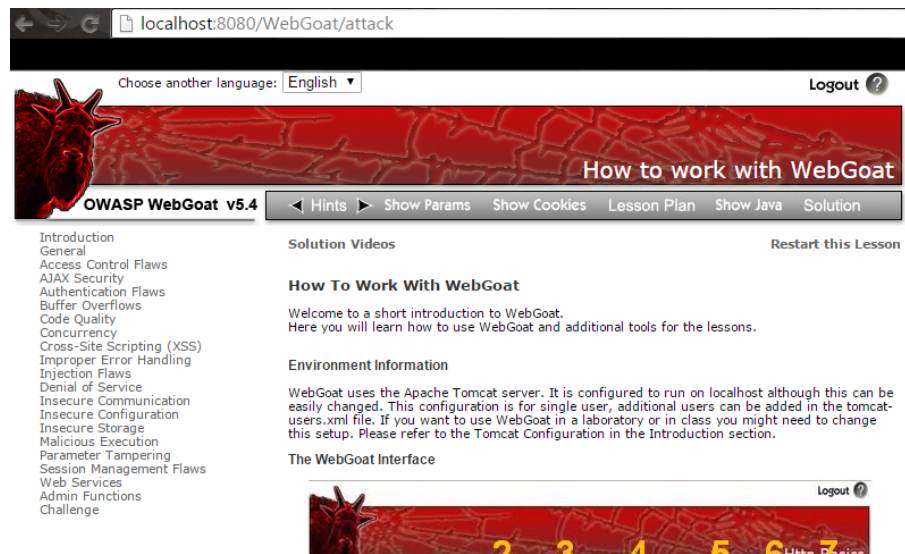 localhost:8080/WebGoat/attack
Choose another language: English
Logout ?
How to work with WebGoat
OWASP WebGoat v5.4
Hints Show Params Show Cookies Lesson Plan Show Java Solution
Introduction
General
Access Control Flaws
AJAX Security
Authentication Flaws
Buffer Overflows
Code Quality
Concurrency
Cross-Site Scripting (XSS)
Improper Error Handling
Injection Flaws
Denial of Service
Insecure Communication
Insecure Configuration
Insecure Storage
Malicious Execution
Parameter Tampering
Session Management Flaws
Web Services
Admin Functions
Challenge
Solution Videos
Restart this Lesson
How To Work With WebGoat
Welcome to a short introduction to WebGoat.
Here you will learn how to use WebGoat and additional tools for the lessons.
Environment Information
WebGoat uses the Apache Tomcat server. It is configured to run on localhost although this can be
easily changed. This configuration is for single user, additional users can be added in the tomcat-
users.xml file. If you want to use WebGoat in a laboratory or in class you might need to change
this setup. Please refer to the Tomcat Configuration in the Introduction section.
The WebGoat Interface
Logout ?
2 3 4 5 6 7
Http Basics